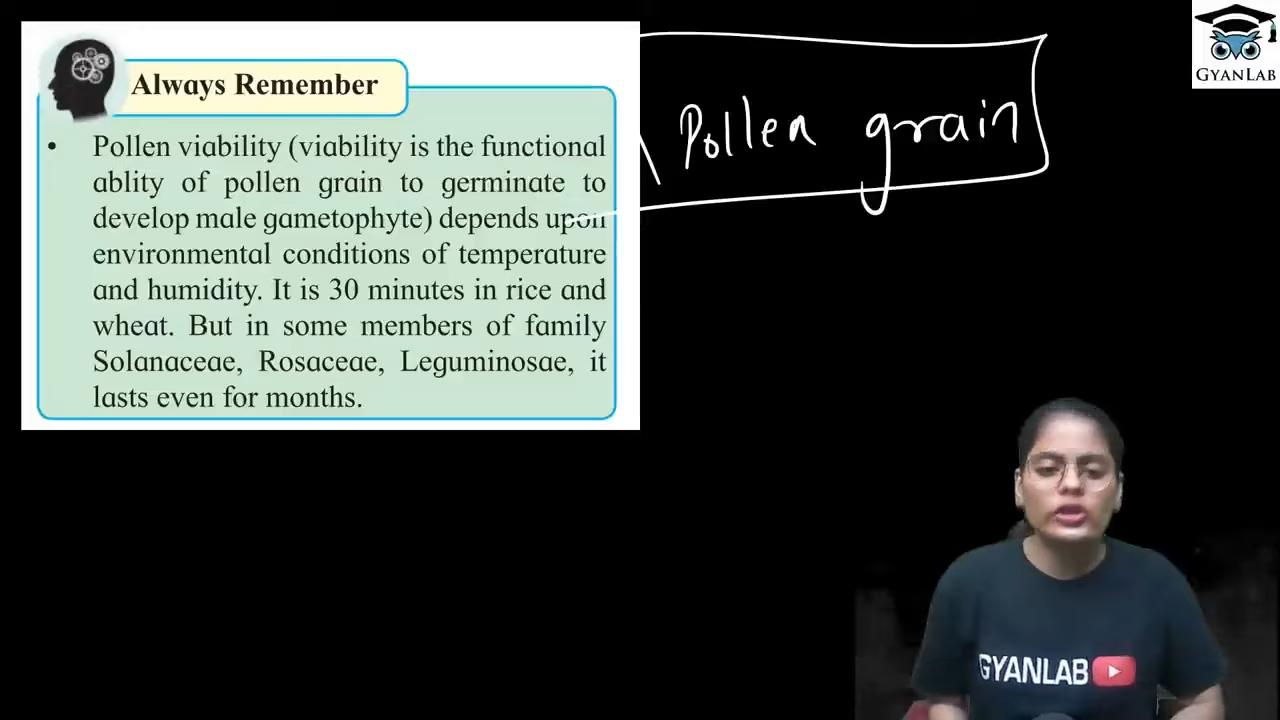 Always Remember
• Pollen viability (viability is the functional
ablity of pollen grain to germinate to
develop male gametophyte) depends upon
environmental conditions of temperature
and humidity. It is 30 minutes in rice and
wheat. But in some members of family
Solanaceae, Rosaceae, Leguminosae, it
lasts even for months.
Pollen grain
GYANLAB
GYANLAB